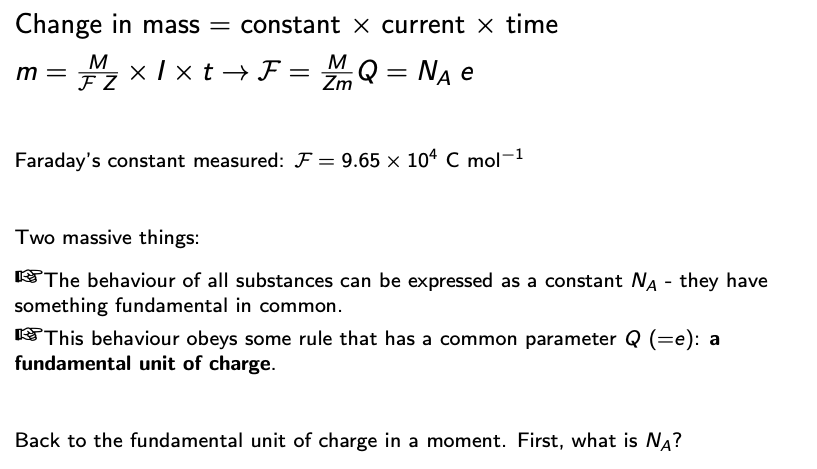 Change in mass = constant × current × time
m = M/ℱ Z × I × t → ℱ = M/Zm Q = N_A e
Faraday's constant measured: ℱ = 9.65 × 10⁴ C mol⁻¹
Two massive things:
☞The behaviour of all substances can be expressed as a constant N_A - they have
something fundamental in common.
☞This behaviour obeys some rule that has a common parameter Q (=e): a
fundamental unit of charge.
Back to the fundamental unit of charge in a moment. First, what is N_A?